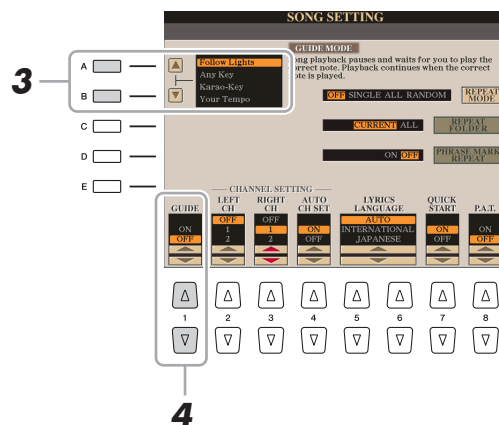 SONG SETTING
3
GUIDE MODE
A
Follow Lights
Any Key
Karao-Key
Your Tempo
ong playback pauses and waits for you to play the
orrect note. Playback continues when the correct
ote is played.
B
OFF SINGLE ALL RANDOM
REPEAT
MODE
C
CURRENT ALL
REPEAT
FOLDER
D
ON OFF
PHRASE MARK
REPEAT
E
CHANNEL SETTING
GUIDE
LEFT
CH
RIGHT
CH
AUTO
CH SET
LYRICS
LANGUAGE
QUICK
START
P.A.T.
ON
OFF
OFF
1
2
OFF
1
2
ON
OFF
AUTO
INTERNATIONAL
JAPANESE
ON
OFF
ON
OFF
1 2 3 4 5 6 7 8
4